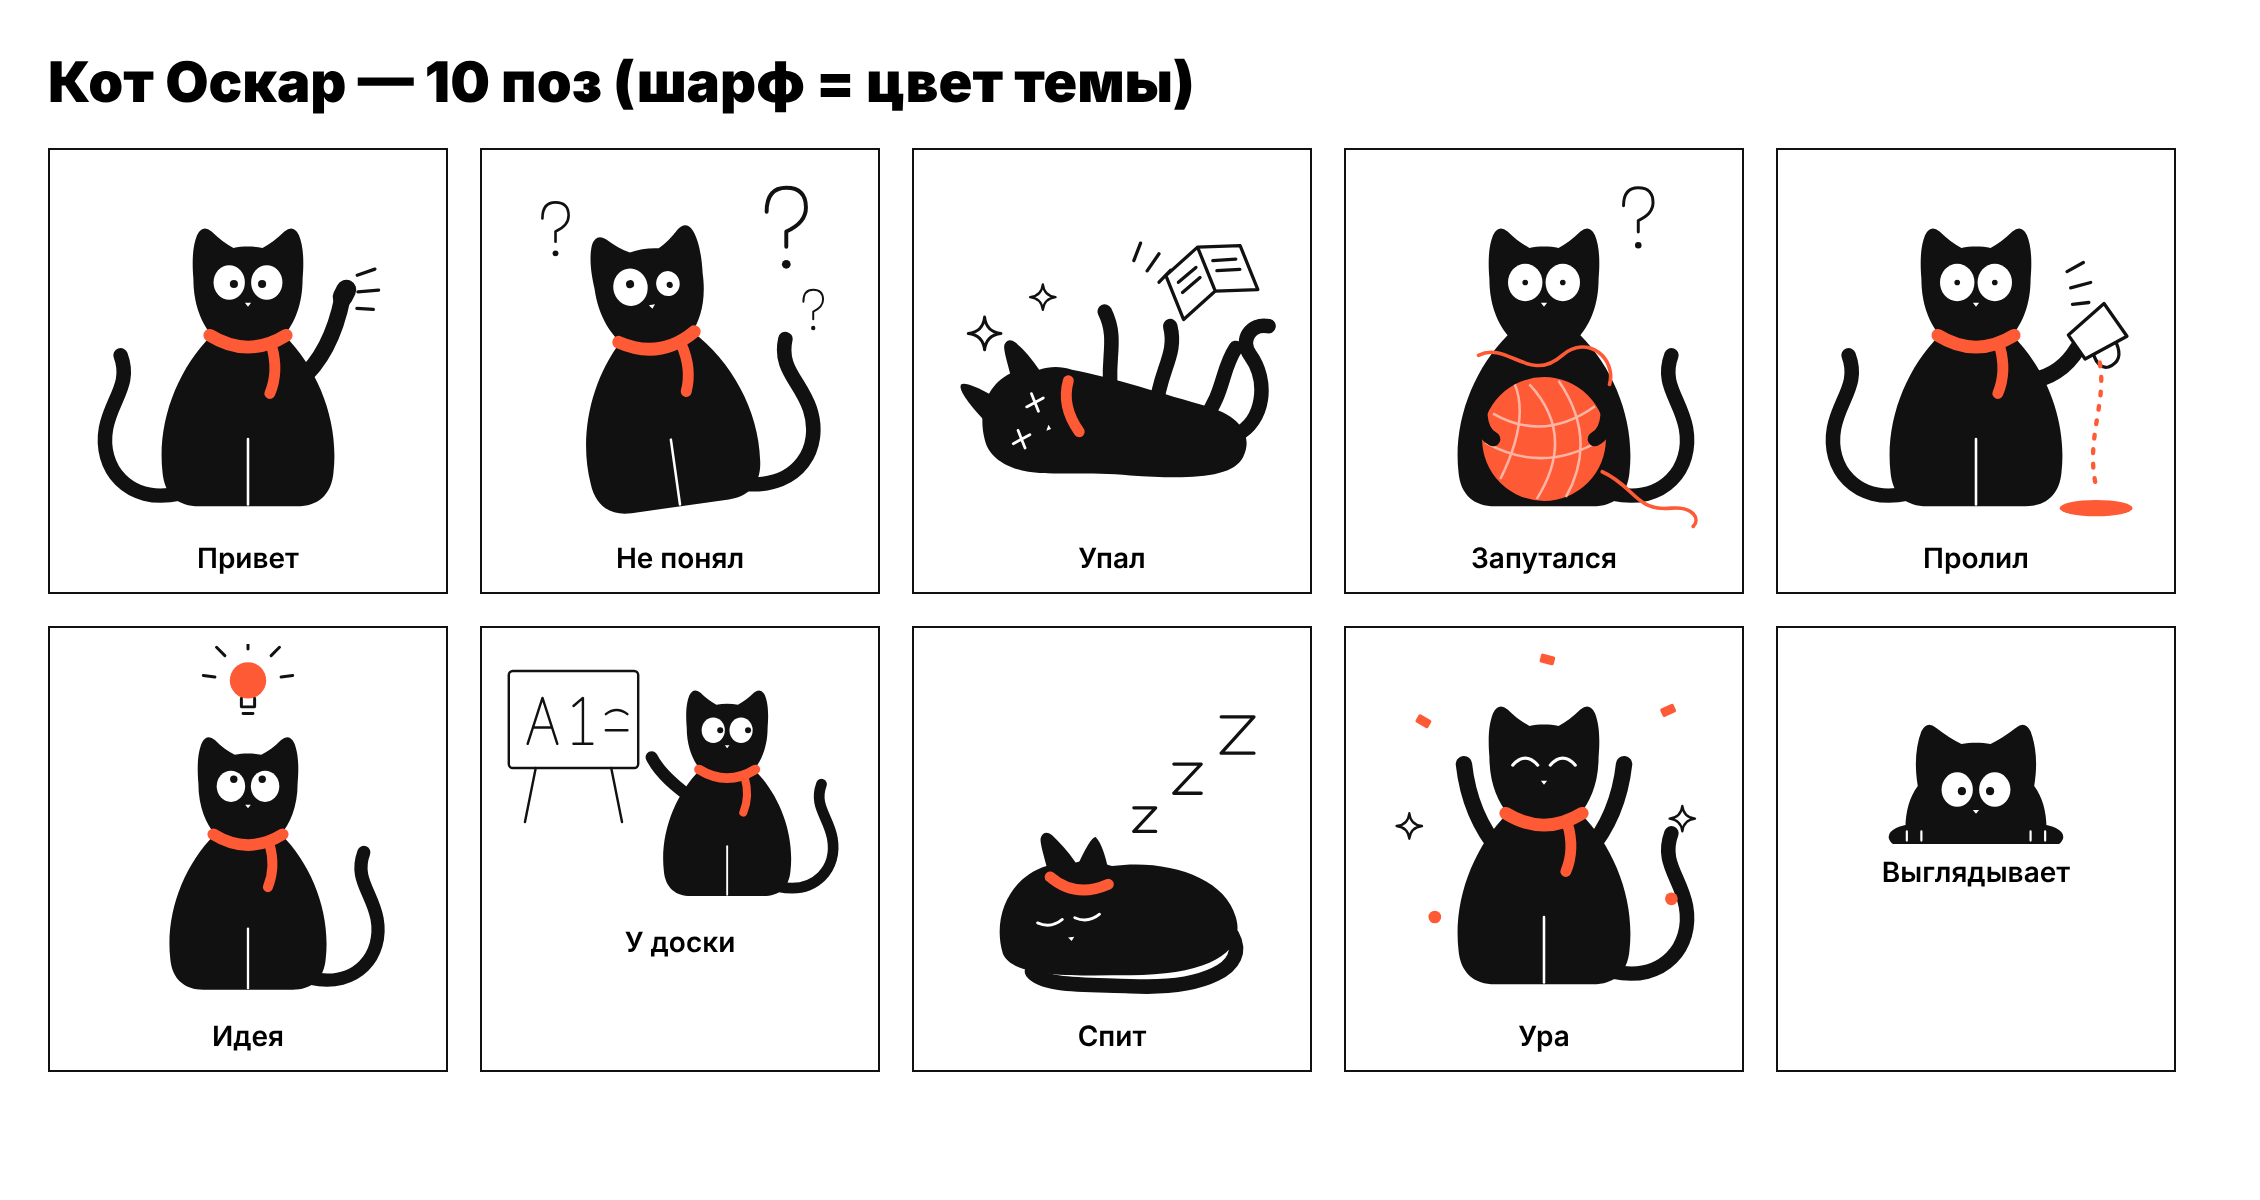 Кот Оскар — 10 поз (шарф = цвет темы)
?
?
?
?
Привет
Не понял
Упал
Запутался
Пролил
A1=
Z
Z
Z
Идея
У доски
Спит
Ура
Выглядывает